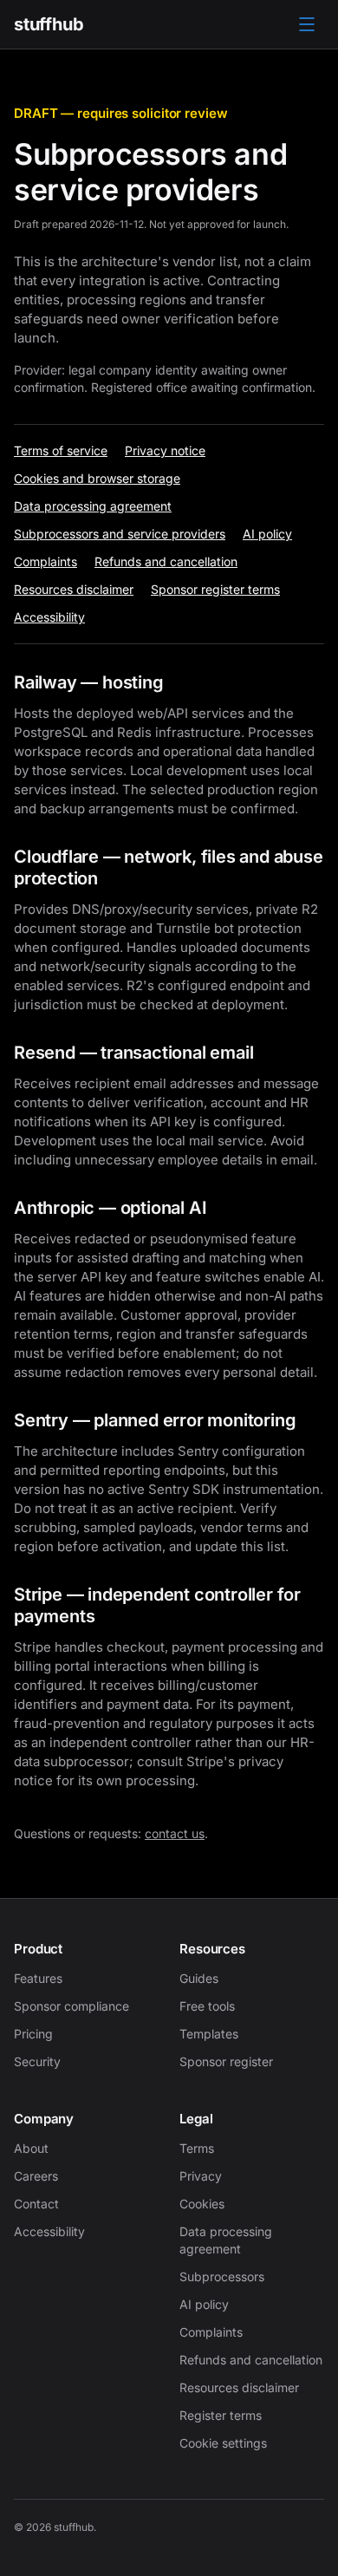 stuffhub
DRAFT — requires solicitor review
Subprocessors and
service providers
Draft prepared 2026-11-12. Not yet approved for launch.
This is the architecture's vendor list, not a claim
that every integration is active. Contracting
entities, processing regions and transfer
safeguards need owner verification before
launch.
Provider: legal company identity awaiting owner
confirmation. Registered office awaiting confirmation.
Terms of service Privacy notice
Cookies and browser storage
Data processing agreement
Subprocessors and service providers AI policy
Complaints Refunds and cancellation
Resources disclaimer Sponsor register terms
Accessibility
Railway — hosting
Hosts the deployed web/API services and the
PostgreSQL and Redis infrastructure. Processes
workspace records and operational data handled
by those services. Local development uses local
services instead. The selected production region
and backup arrangements must be confirmed.
Cloudflare — network, files and abuse
protection
Provides DNS/proxy/security services, private R2
document storage and Turnstile bot protection
when configured. Handles uploaded documents
and network/security signals according to the
enabled services. R2's configured endpoint and
jurisdiction must be checked at deployment.
Resend — transactional email
Receives recipient email addresses and message
contents to deliver verification, account and HR
notifications when its API key is configured.
Development uses the local mail service. Avoid
including unnecessary employee details in email.
Anthropic — optional AI
Receives redacted or pseudonymised feature
inputs for assisted drafting and matching when
the server API key and feature switches enable AI.
AI features are hidden otherwise and non-AI paths
remain available. Customer approval, provider
retention terms, region and transfer safeguards
must be verified before enablement; do not
assume redaction removes every personal detail.
Sentry — planned error monitoring
The architecture includes Sentry configuration
and permitted reporting endpoints, but this
version has no active Sentry SDK instrumentation.
Do not treat it as an active recipient. Verify
scrubbing, sampled payloads, vendor terms and
region before activation, and update this list.
Stripe — independent controller for
payments
Stripe handles checkout, payment processing and
billing portal interactions when billing is
configured. It receives billing/customer
identifiers and payment data. For its payment,
fraud-prevention and regulatory purposes it acts
as an independent controller rather than our HR-
data subprocessor; consult Stripe's privacy
notice for its own processing.
Questions or requests: contact us.
Product
Features
Sponsor compliance
Pricing
Security
Resources
Guides
Free tools
Templates
Sponsor register
Company
About
Careers
Contact
Accessibility
Legal
Terms
Privacy
Cookies
Data processing
agreement
Subprocessors
AI policy
Complaints
Refunds and cancellation
Resources disclaimer
Register terms
Cookie settings
© 2026 stuffhub.